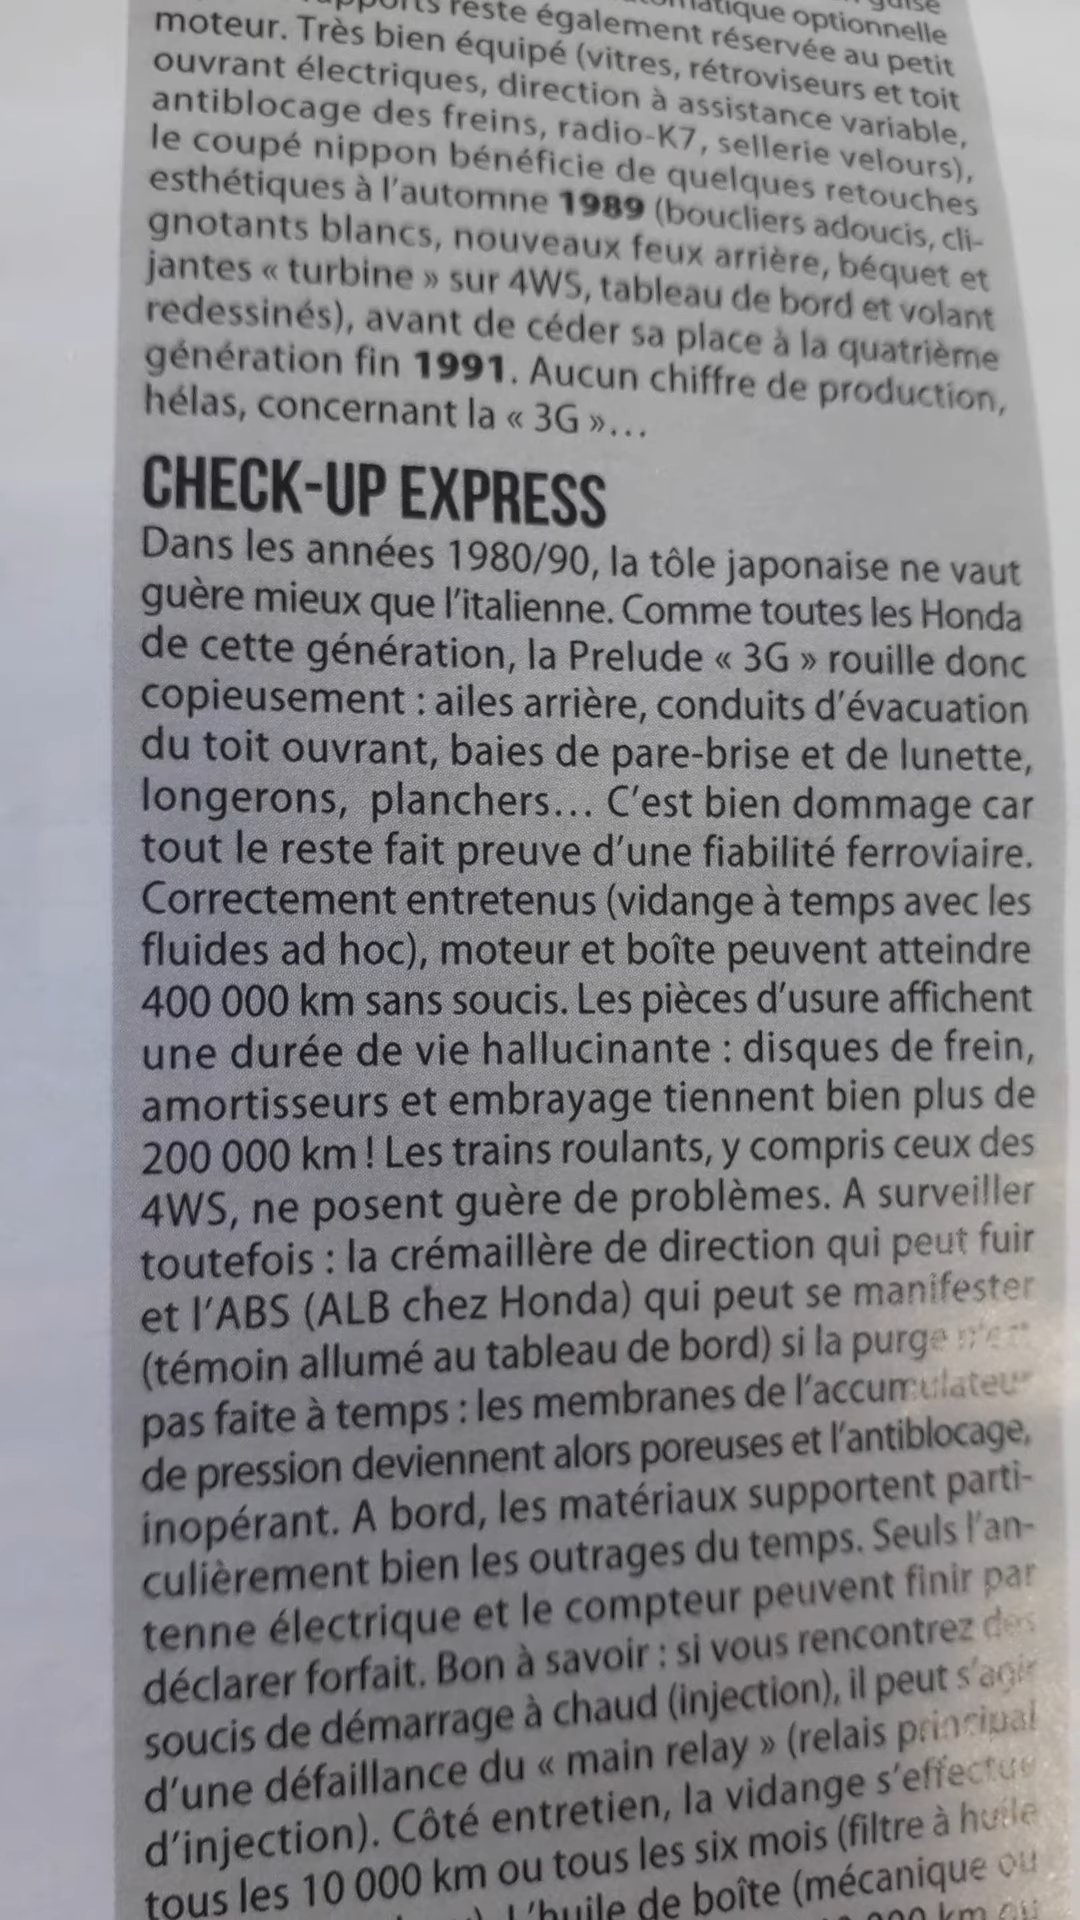 reste également réservée au petit
optionnelle
moteur. Très bien équipé (vitres, rétroviseurs et toit
ouvrant électriques, direction à assistance variable,
antiblocage des freins, radio-K7, sellerie velours),
le coupé nippon bénéficie de quelques retouches
esthétiques à l'automne 1989 (boucliers adoucis, cli-
gnotants blancs, nouveaux feux arrière, béquet et
jantes « turbine » sur 4WS, tableau de bord et volant
redessinés), avant de céder sa place à la quatrième
génération fin 1991. Aucun chiffre de production,
hélas, concernant la « 3G »...
CHECK-UP EXPRESS
Dans les années 1980/90, la tôle japonaise ne vaut
guère mieux que l'italienne. Comme toutes les Honda
de cette génération, la Prelude « 3G » rouille donc
copieusement : ailes arrière, conduits d'évacuation
du toit ouvrant, baies de pare-brise et de lunette,
longerons, planchers... C'est bien dommage car
tout le reste fait preuve d'une fiabilité ferroviaire.
Correctement entretenus (vidange à temps avec les
fluides ad hoc), moteur et boîte peuvent atteindre
400 000 km sans soucis. Les pièces d'usure affichent
une durée de vie hallucinante : disques de frein,
amortisseurs et embrayage tiennent bien plus de
200 000 km ! Les trains roulants, y compris ceux des
4WS, ne posent guère de problèmes. A surveiller
toutefois : la crémaillère de direction qui peut fuir
et l'ABS (ALB chez Honda) qui peut se manifester
(témoin allumé au tableau de bord) si la purge n'est
pas faite à temps : les membranes de l'accumulateur
de pression deviennent alors poreuses et l'antiblocage,
inopérant. A bord, les matériaux supportent parti-
culièrement bien les outrages du temps. Seuls l'an-
tenne électrique et le compteur peuvent finir par
déclarer forfait. Bon à savoir : si vous rencontrez des
soucis de démarrage à chaud (injection), il peut s'agir
d'une défaillance du « main relay » (relais principal
d'injection). Côté entretien, la vidange s'effectue
tous les 10 000 km ou tous les six mois (filtre à huile
L'huile de boîte (mécanique ou
km ou